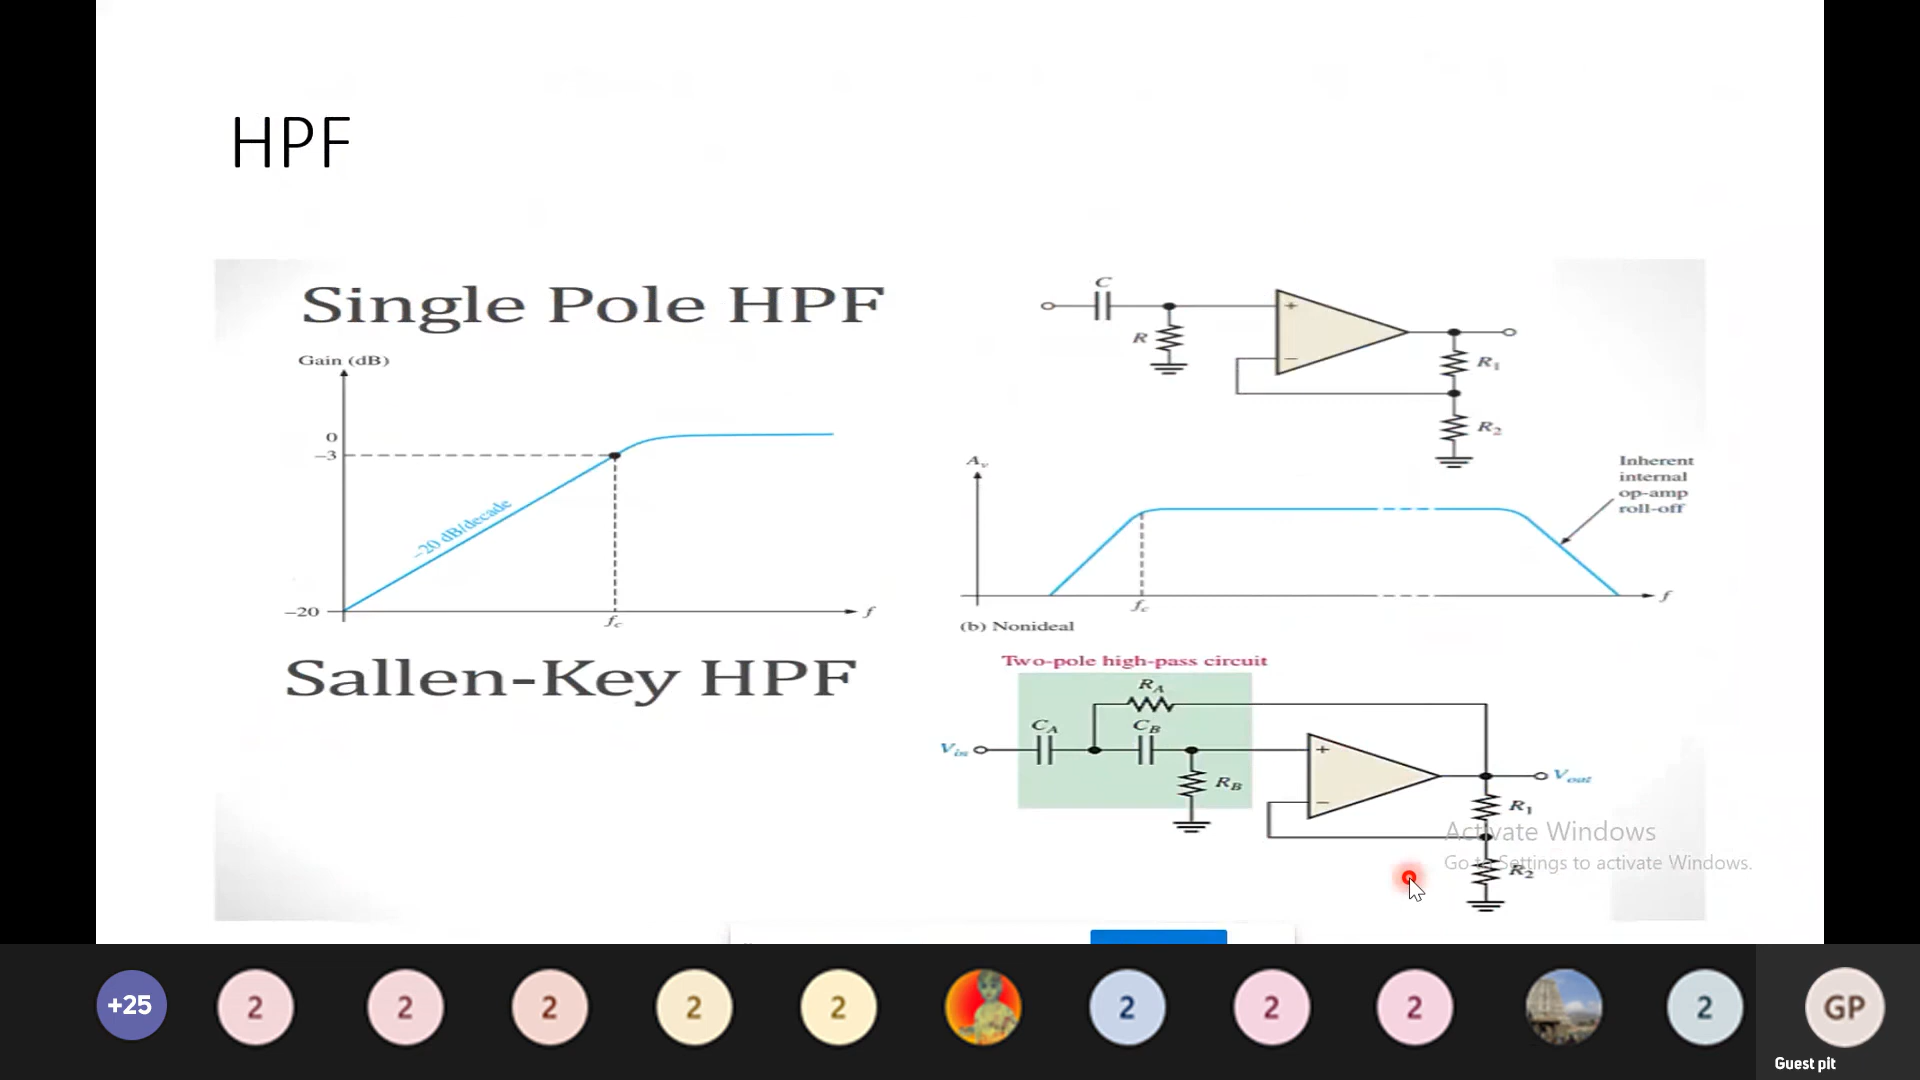 HPF
Single Pole HPF
Gain (dB)
0
−3
−20 dB/decade
−20
fc
f
C
R
+
−
R1
R2
Av
Inherent
internal
op-amp
roll-off
fc
f
(b) Nonideal
Sallen-Key HPF
Two-pole high-pass circuit
RA
CA
CB
Vin
RB
+
−
Vout
R1
R2
Activate Windows
Go to Settings to activate Windows.
+25
2
2
2
2
2
2
2
2
2
GP
Guest pit